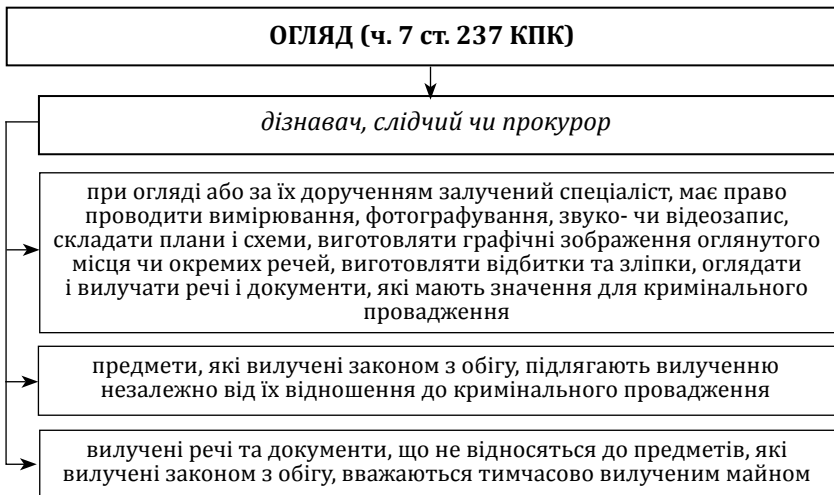 ОГЛЯД (ч. 7 ст. 237 КПК)
дізнавач, слідчий чи прокурор
при огляді або за їх дорученням залучений спеціаліст, має право
проводити вимірювання, фотографування, звуко- чи відеозапис,
складати плани і схеми, виготовляти графічні зображення оглянутого
місця чи окремих речей, виготовляти відбитки та зліпки, оглядати
і вилучати речі і документи, які мають значення для кримінального
провадження
предмети, які вилучені законом з обігу, підлягають вилученню
незалежно від їх відношення до кримінального провадження
вилучені речі та документи, що не відносяться до предметів, які
вилучені законом з обігу, вважаються тимчасово вилученим майном